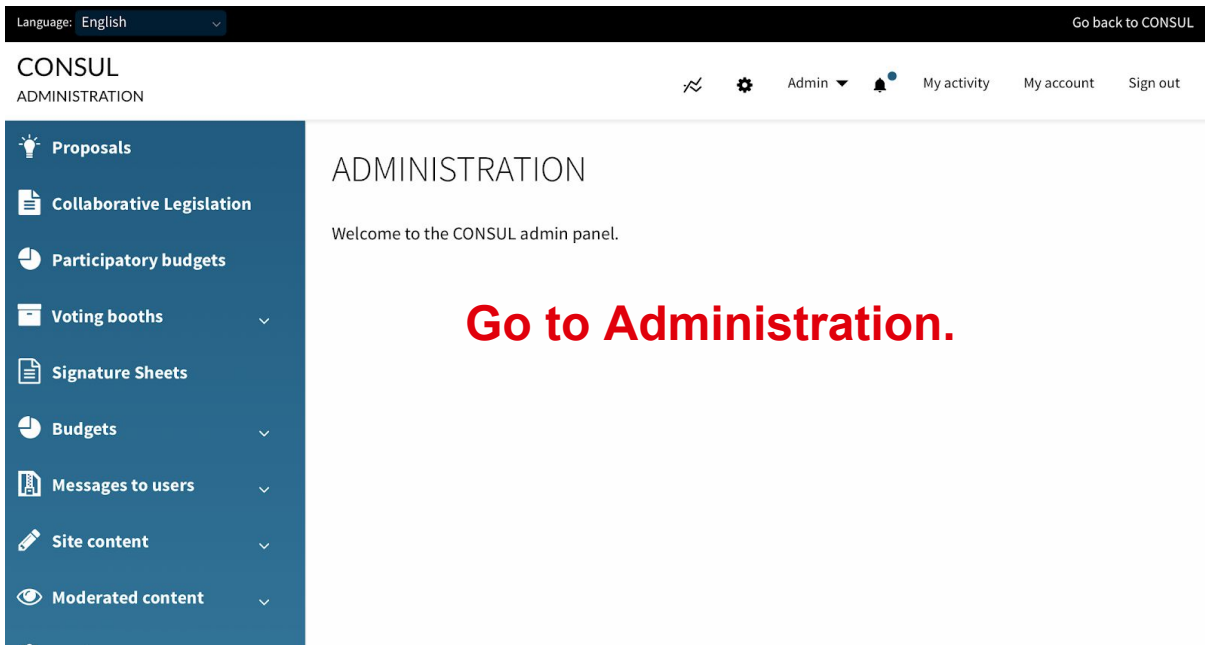 Language: English
Go back to CONSUL
CONSUL
ADMINISTRATION
Admin
My activity
My account
Sign out
Proposals
Collaborative Legislation
Participatory budgets
Voting booths
Signature Sheets
Budgets
Messages to users
Site content
Moderated content
ADMINISTRATION
Welcome to the CONSUL admin panel.
Go to Administration.